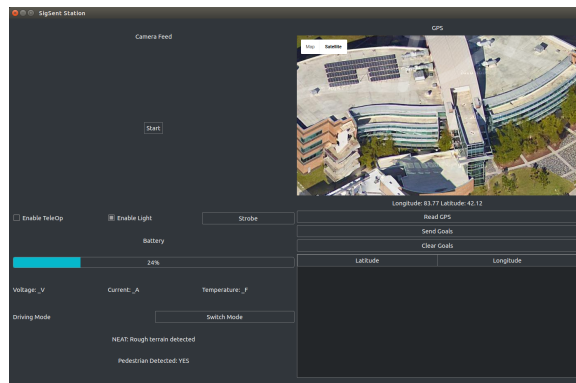 SigSent Station
Camera Feed
Start
Enable TeleOp
Enable Light
Strobe
Battery
24%
Voltage: _V
Current: _A
Temperature: _F
Driving Mode
Switch Mode
NEAT: Rough terrain detected
Pedestrian Detected: YES
GPS
Map
Satellite
Longitude: 83.77 Latitude: 42.12
Read GPS
Send Goals
Clear Goals
Latitude
Longitude